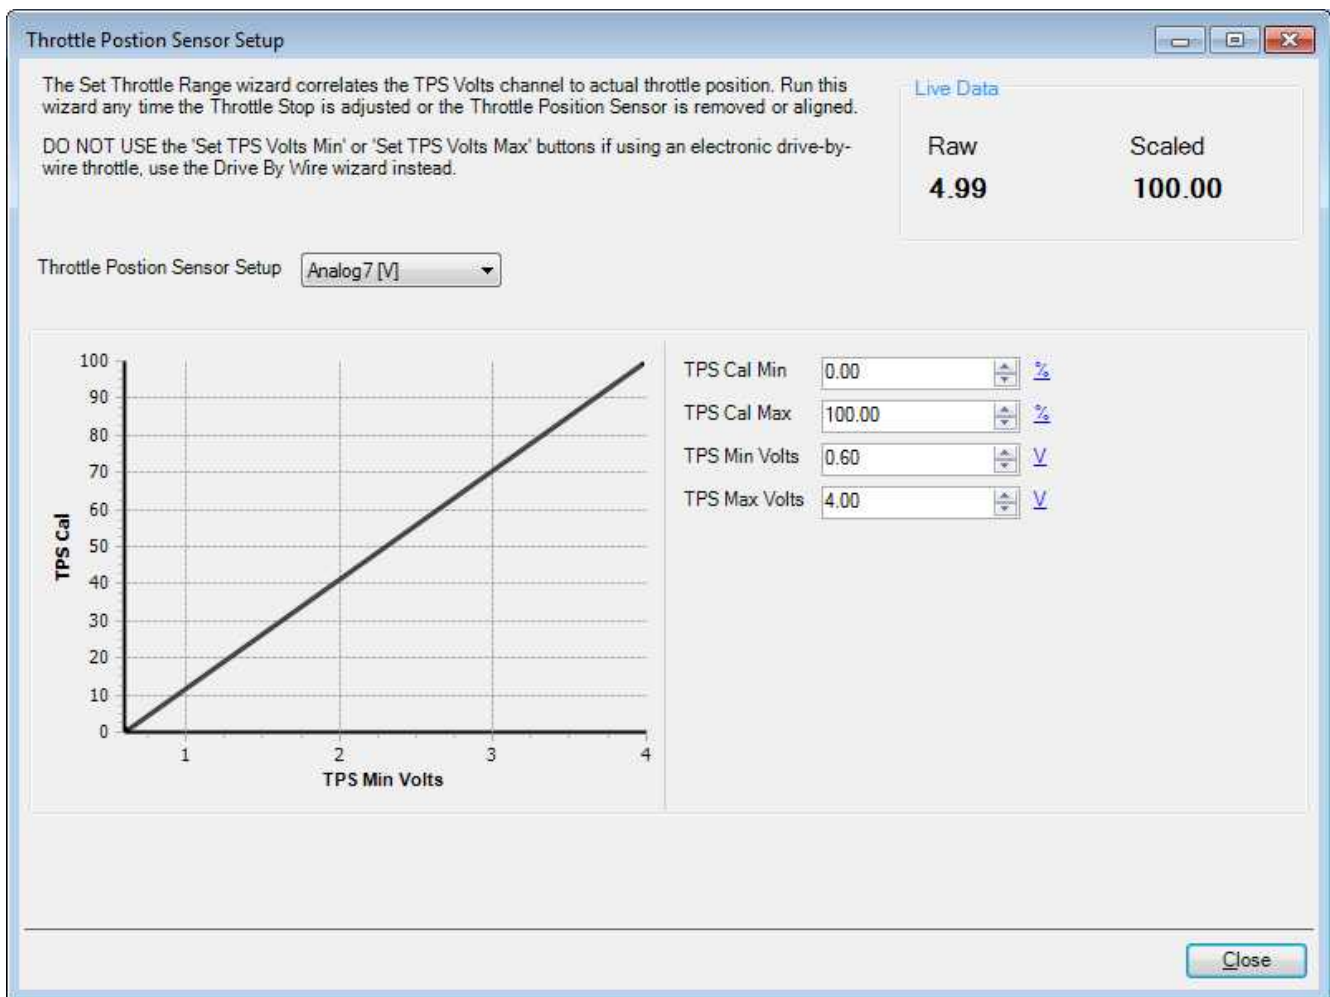 Throttle Postion Sensor Setup
The Set Throttle Range wizard correlates the TPS Volts channel to actual throttle position. Run this
wizard any time the Throttle Stop is adjusted or the Throttle Position Sensor is removed or aligned.
DO NOT USE the 'Set TPS Volts Min' or 'Set TPS Volts Max' buttons if using an electronic drive-by-
wire throttle, use the Drive By Wire wizard instead.
Live Data
Raw Scaled
4.99 100.00
Throttle Postion Sensor Setup Analog7 [V]
100
90
80
70
60
50
40
30
20
10
0
TPS Cal
1 2 3 4
TPS Min Volts
TPS Cal Min 0.00 %
TPS Cal Max 100.00 %
TPS Min Volts 0.60 V
TPS Max Volts 4.00 V
Close